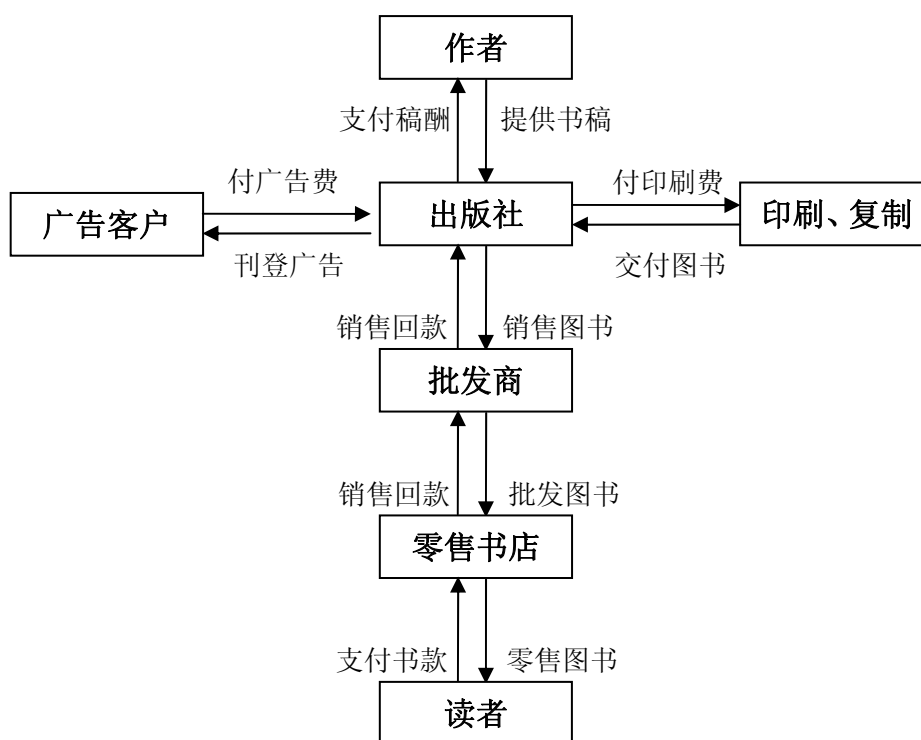 作者
支付稿酬 提供书稿
付广告费 付印刷费
广告客户 出版社 印刷、复制
刊登广告 交付图书
销售回款 销售图书
批发商
销售回款 批发图书
零售书店
支付书款 零售图书
读者